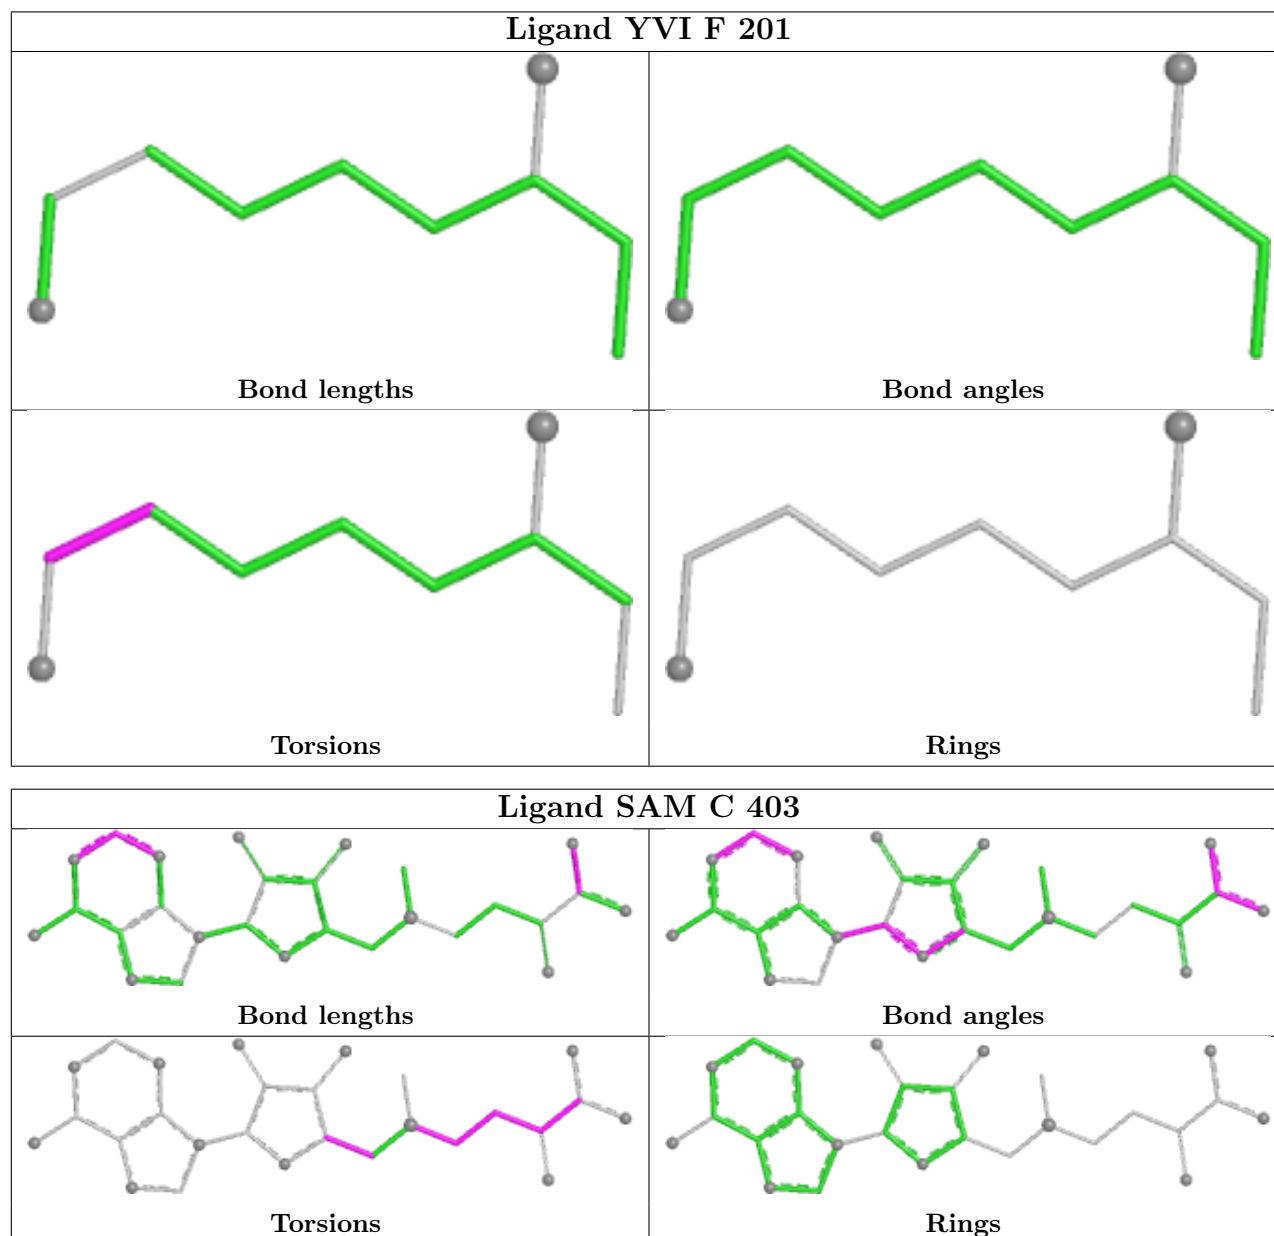 Ligand YVI F 201
Bond lengths
Bond angles
Torsions
Rings
Ligand SAM C 403
Bond lengths
Bond angles
Torsions
Rings